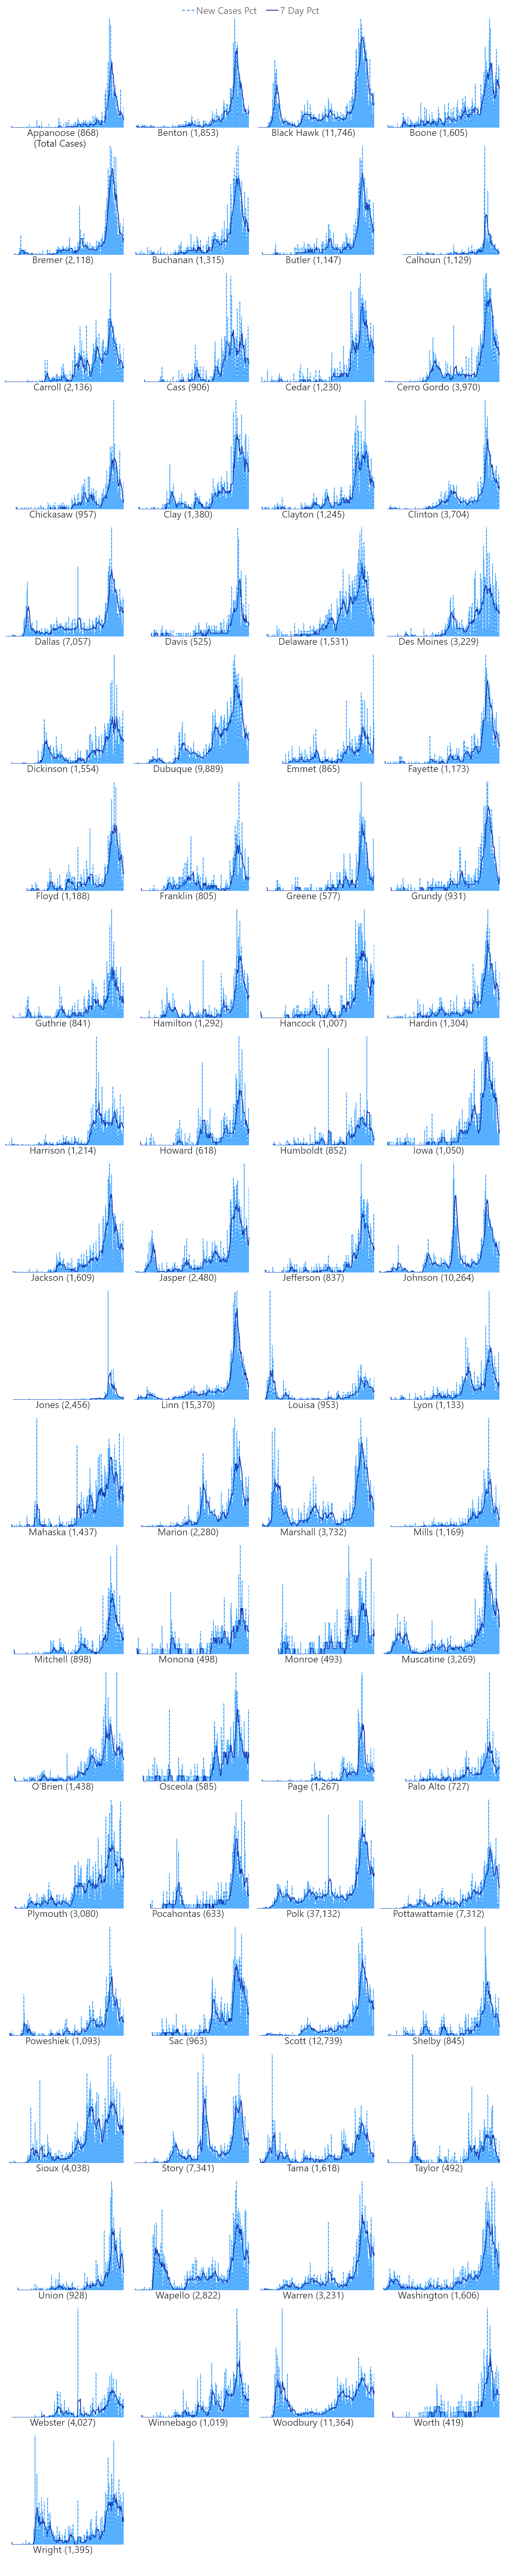 New Cases Pct 7 Day Pct
Appanoose (868) Benton (1,853) Black Hawk (11,746) Boone (1,605)
(Total Cases)
Bremer (2,118) Buchanan (1,315) Butler (1,147) Calhoun (1,129)
Carroll (2,136) Cass (906) Cedar (1,230) Cerro Gordo (3,970)
Chickasaw (957) Clay (1,380) Clayton (1,245) Clinton (3,704)
Dallas (7,057) Davis (525) Delaware (1,531) Des Moines (3,229)
Dickinson (1,554) Dubuque (9,889) Emmet (865) Fayette (1,173)
Floyd (1,188) Franklin (805) Greene (577) Grundy (931)
Guthrie (841) Hamilton (1,292) Hancock (1,007) Hardin (1,304)
Harrison (1,214) Howard (618) Humboldt (852) Iowa (1,050)
Jackson (1,609) Jasper (2,480) Jefferson (837) Johnson (10,264)
Jones (2,456) Linn (15,370) Louisa (953) Lyon (1,133)
Mahaska (1,437) Marion (2,280) Marshall (3,732) Mills (1,169)
Mitchell (898) Monona (498) Monroe (493) Muscatine (3,269)
O'Brien (1,438) Osceola (585) Page (1,267) Palo Alto (727)
Plymouth (3,080) Pocahontas (633) Polk (37,132) Pottawattamie (7,312)
Poweshiek (1,093) Sac (963) Scott (12,739) Shelby (845)
Sioux (4,038) Story (7,341) Tama (1,618) Taylor (492)
Union (928) Wapello (2,822) Warren (3,231) Washington (1,606)
Webster (4,027) Winnebago (1,019) Woodbury (11,364) Worth (419)
Wright (1,395)